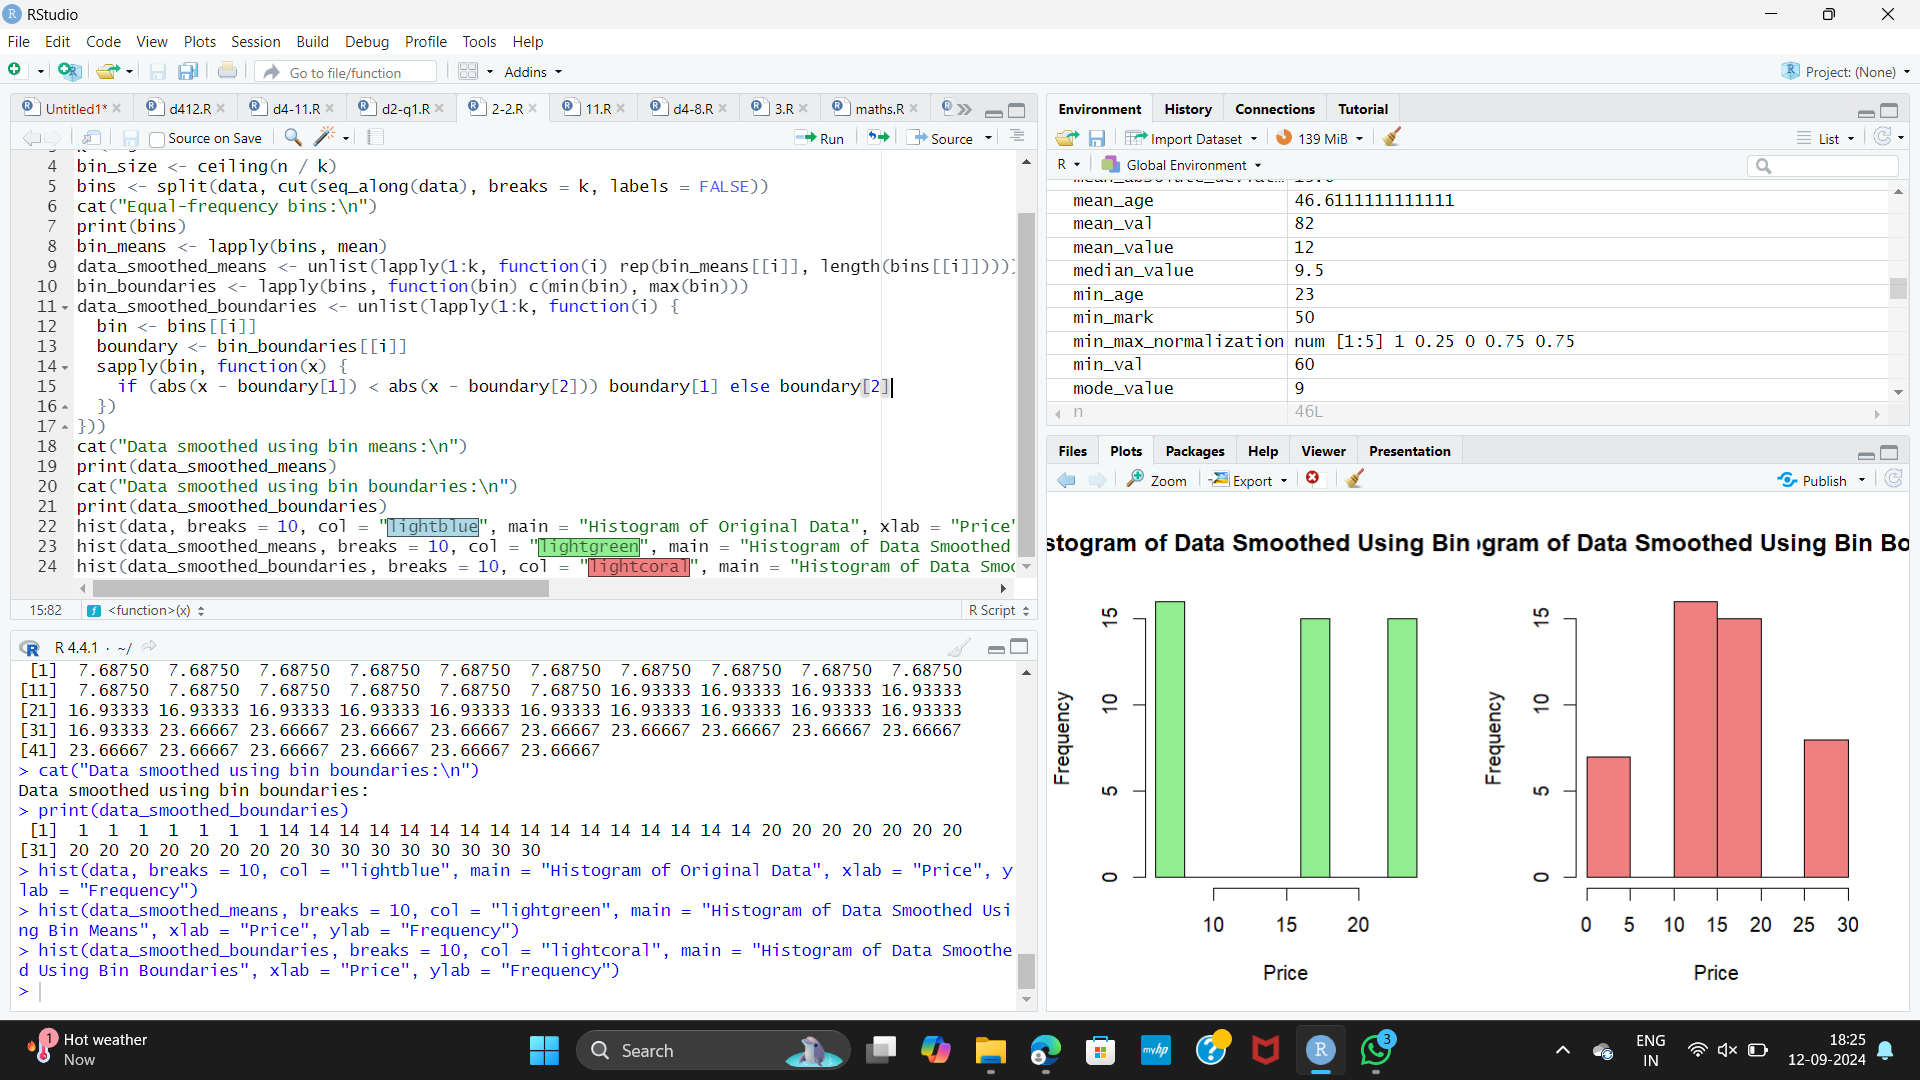 RStudio
File Edit Code View Plots Session Build Debug Profile Tools Help
Go to file/function Addins Project: (None)
Untitled1* d412.R d4-11.R d2-q1.R 2-2.R 11.R d4-8.R 3.R maths.R
Source on Save Run Source
4 bin_size <- ceiling(n / k)
5 bins <- split(data, cut(seq_along(data), breaks = k, labels = FALSE))
6 cat("Equal-frequency bins:\n")
7 print(bins)
8 bin_means <- lapply(bins, mean)
9 data_smoothed_means <- unlist(lapply(1:k, function(i) rep(bin_means[[i]], length(bins[[i]]))))
10 bin_boundaries <- lapply(bins, function(bin) c(min(bin), max(bin)))
11 data_smoothed_boundaries <- unlist(lapply(1:k, function(i) {
12 bin <- bins[[i]]
13 boundary <- bin_boundaries[[i]]
14 sapply(bin, function(x) {
15 if (abs(x - boundary[1]) < abs(x - boundary[2])) boundary[1] else boundary[2]
16 })
17 }))
18 cat("Data smoothed using bin means:\n")
19 print(data_smoothed_means)
20 cat("Data smoothed using bin boundaries:\n")
21 print(data_smoothed_boundaries)
22 hist(data, breaks = 10, col = "lightblue", main = "Histogram of Original Data", xlab = "Price"
23 hist(data_smoothed_means, breaks = 10, col = "lightgreen", main = "Histogram of Data Smoothed
24 hist(data_smoothed_boundaries, breaks = 10, col = "lightcoral", main = "Histogram of Data Smoo
15:82 <function>(x) R Script
R 4.4.1 · ~/
[1] 7.68750 7.68750 7.68750 7.68750 7.68750 7.68750 7.68750 7.68750 7.68750 7.68750
[11] 7.68750 7.68750 7.68750 7.68750 7.68750 7.68750 16.93333 16.93333 16.93333 16.93333
[21] 16.93333 16.93333 16.93333 16.93333 16.93333 16.93333 16.93333 16.93333 16.93333 16.93333
[31] 16.93333 23.66667 23.66667 23.66667 23.66667 23.66667 23.66667 23.66667 23.66667 23.66667
[41] 23.66667 23.66667 23.66667 23.66667 23.66667 23.66667
> cat("Data smoothed using bin boundaries:\n")
Data smoothed using bin boundaries:
> print(data_smoothed_boundaries)
[1] 1 1 1 1 1 1 1 14 14 14 14 14 14 14 14 14 14 14 14 14 14 14 14 20 20 20 20 20 20 20
[31] 20 20 20 20 20 20 20 20 30 30 30 30 30 30 30 30
> hist(data, breaks = 10, col = "lightblue", main = "Histogram of Original Data", xlab = "Price", y
lab = "Frequency")
> hist(data_smoothed_means, breaks = 10, col = "lightgreen", main = "Histogram of Data Smoothed Usi
ng Bin Means", xlab = "Price", ylab = "Frequency")
> hist(data_smoothed_boundaries, breaks = 10, col = "lightcoral", main = "Histogram of Data Smoothe
d Using Bin Boundaries", xlab = "Price", ylab = "Frequency")
>
Environment History Connections Tutorial
Import Dataset 139 MiB List
R Global Environment
mean_age 46.6111111111111
mean_val 82
mean_value 12
median_value 9.5
min_age 23
min_mark 50
min_max_normalization num [1:5] 1 0.25 0 0.75 0.75
min_val 60
mode_value 9
n 46L
Files Plots Packages Help Viewer Presentation
Zoom Export Publish
stogram of Data Smoothed Using Bin
ogram of Data Smoothed Using Bin Bo
Frequency
0 5 10 15
10 15 20
Price
Frequency
0 5 10 15
0 5 10 15 20 25 30
Price
1
Hot weather
Now
Search
myhp
3
ENG
IN
18:25
12-09-2024